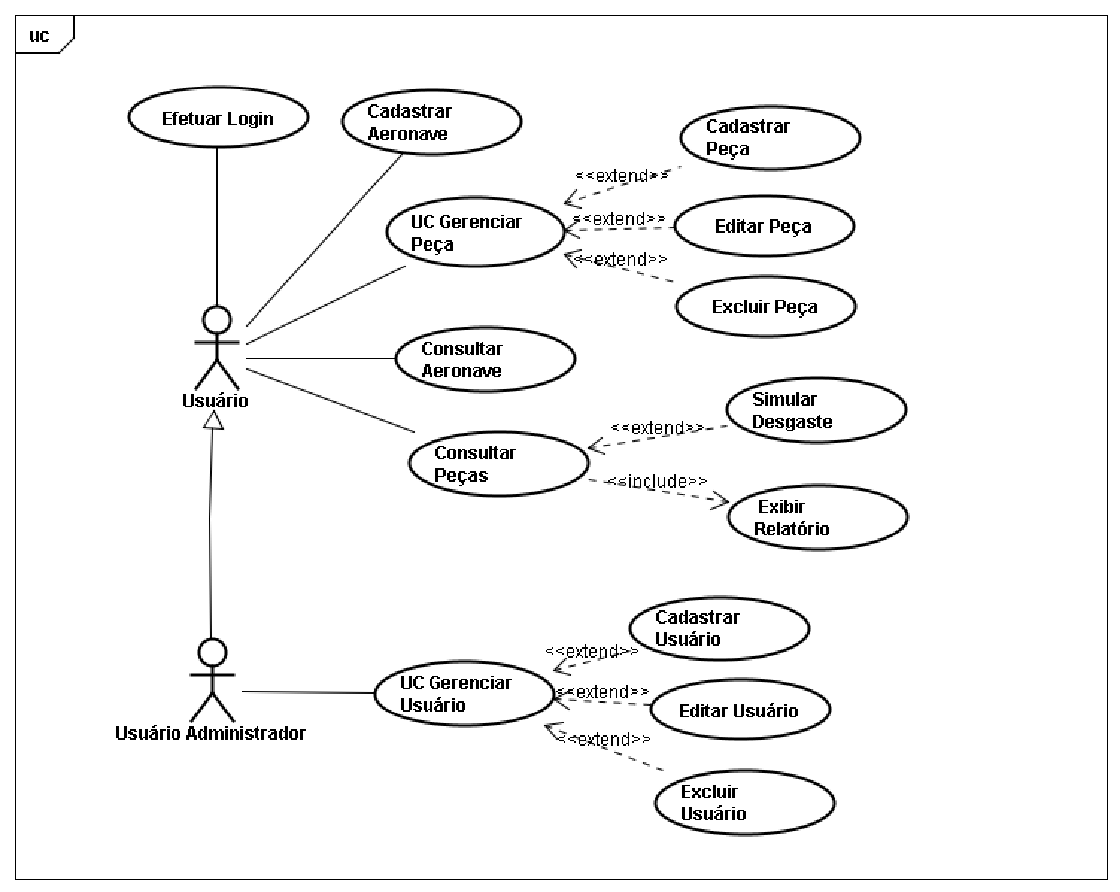 uc
Efetuar Login
Cadastrar
Aeronave
Cadastrar
Peça
<<extend>>
UC Gerenciar
Peça
<<extend>>
Editar Peça
<<extend>>
Excluir Peça
Consultar
Aeronave
Usuário
Simular
Desgaste
<<extend>>
Consultar
Peças
<<include>>
Exibir
Relatório
Cadastrar
Usuário
<<extend>>
UC Gerenciar
Usuário
<<extend>>
Editar Usuário
Usuário Administrador
<<extend>>
Excluir
Usuário